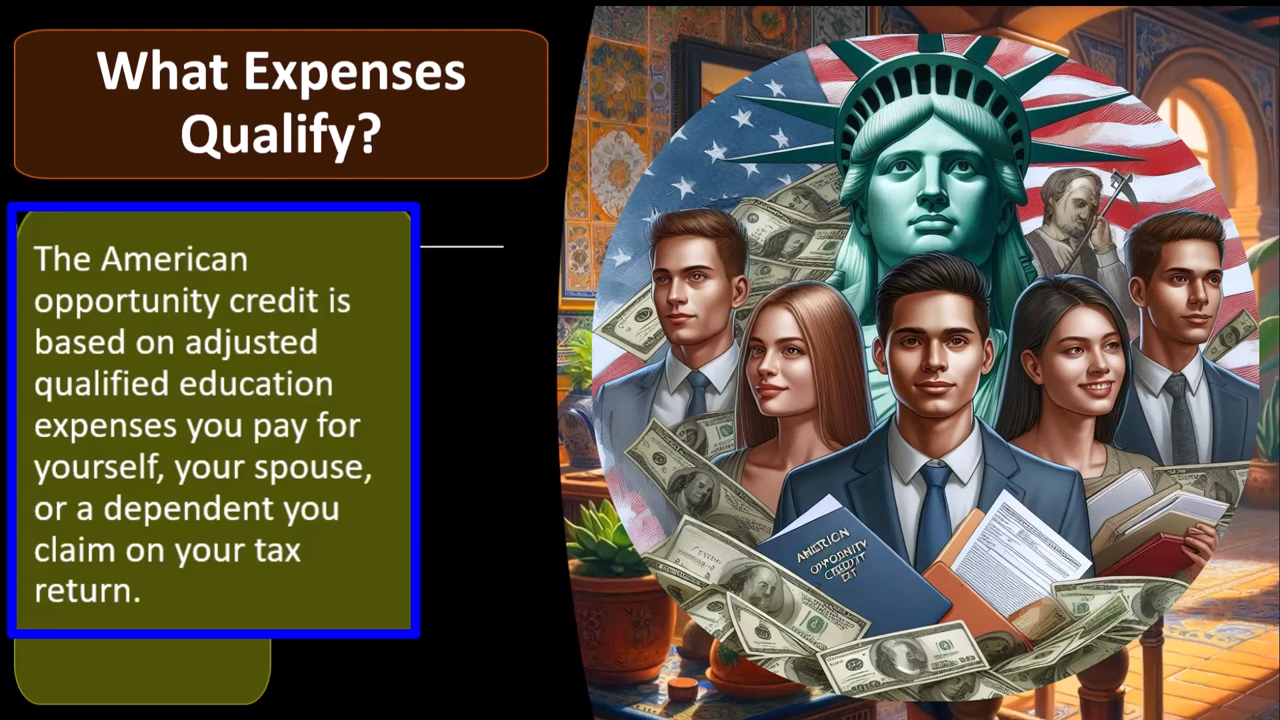 What Expenses
Qualify?
The American
opportunity credit is
based on adjusted
qualified education
expenses you pay for
yourself, your spouse,
or a dependent you
claim on your tax
return.